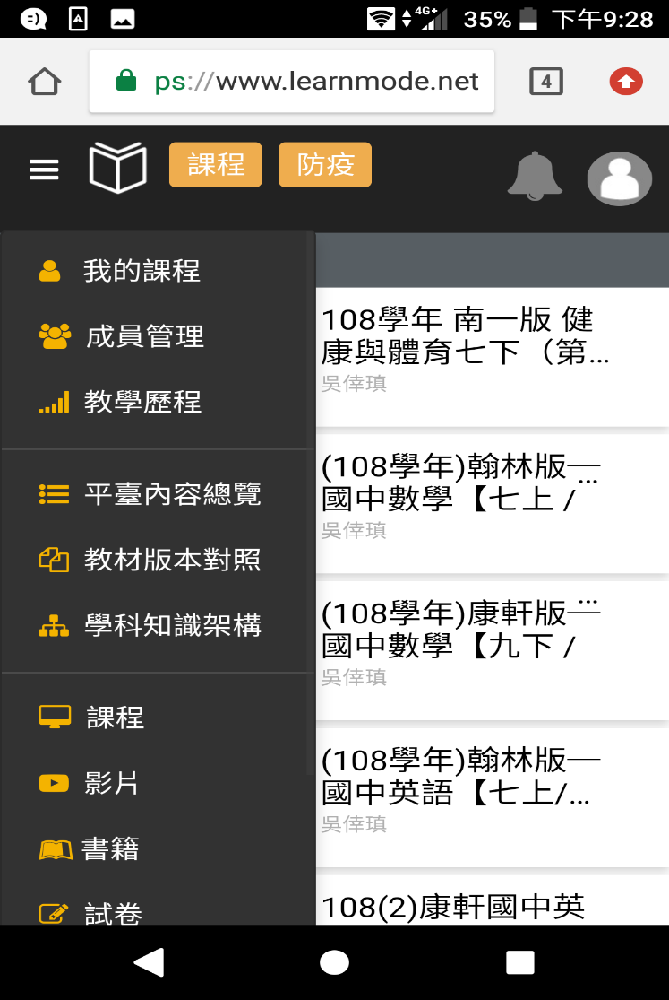 4G+ 35% 下午9:28
ps://www.learnmode.net
4
課程 防疫
我的課程
成員管理
教學歷程
平臺內容總覽
教材版本對照
學科知識架構
課程
影片
書籍
試卷
108學年 南一版 健
康與體育七下（第...
吳倖瑱
(108學年)翰林版─
國中數學【七上 / ...
吳倖瑱
(108學年)康軒版─
國中數學【九下 / ...
吳倖瑱
(108學年)翰林版─
國中英語【七上/...
吳倖瑱
108(2)康軒國中英